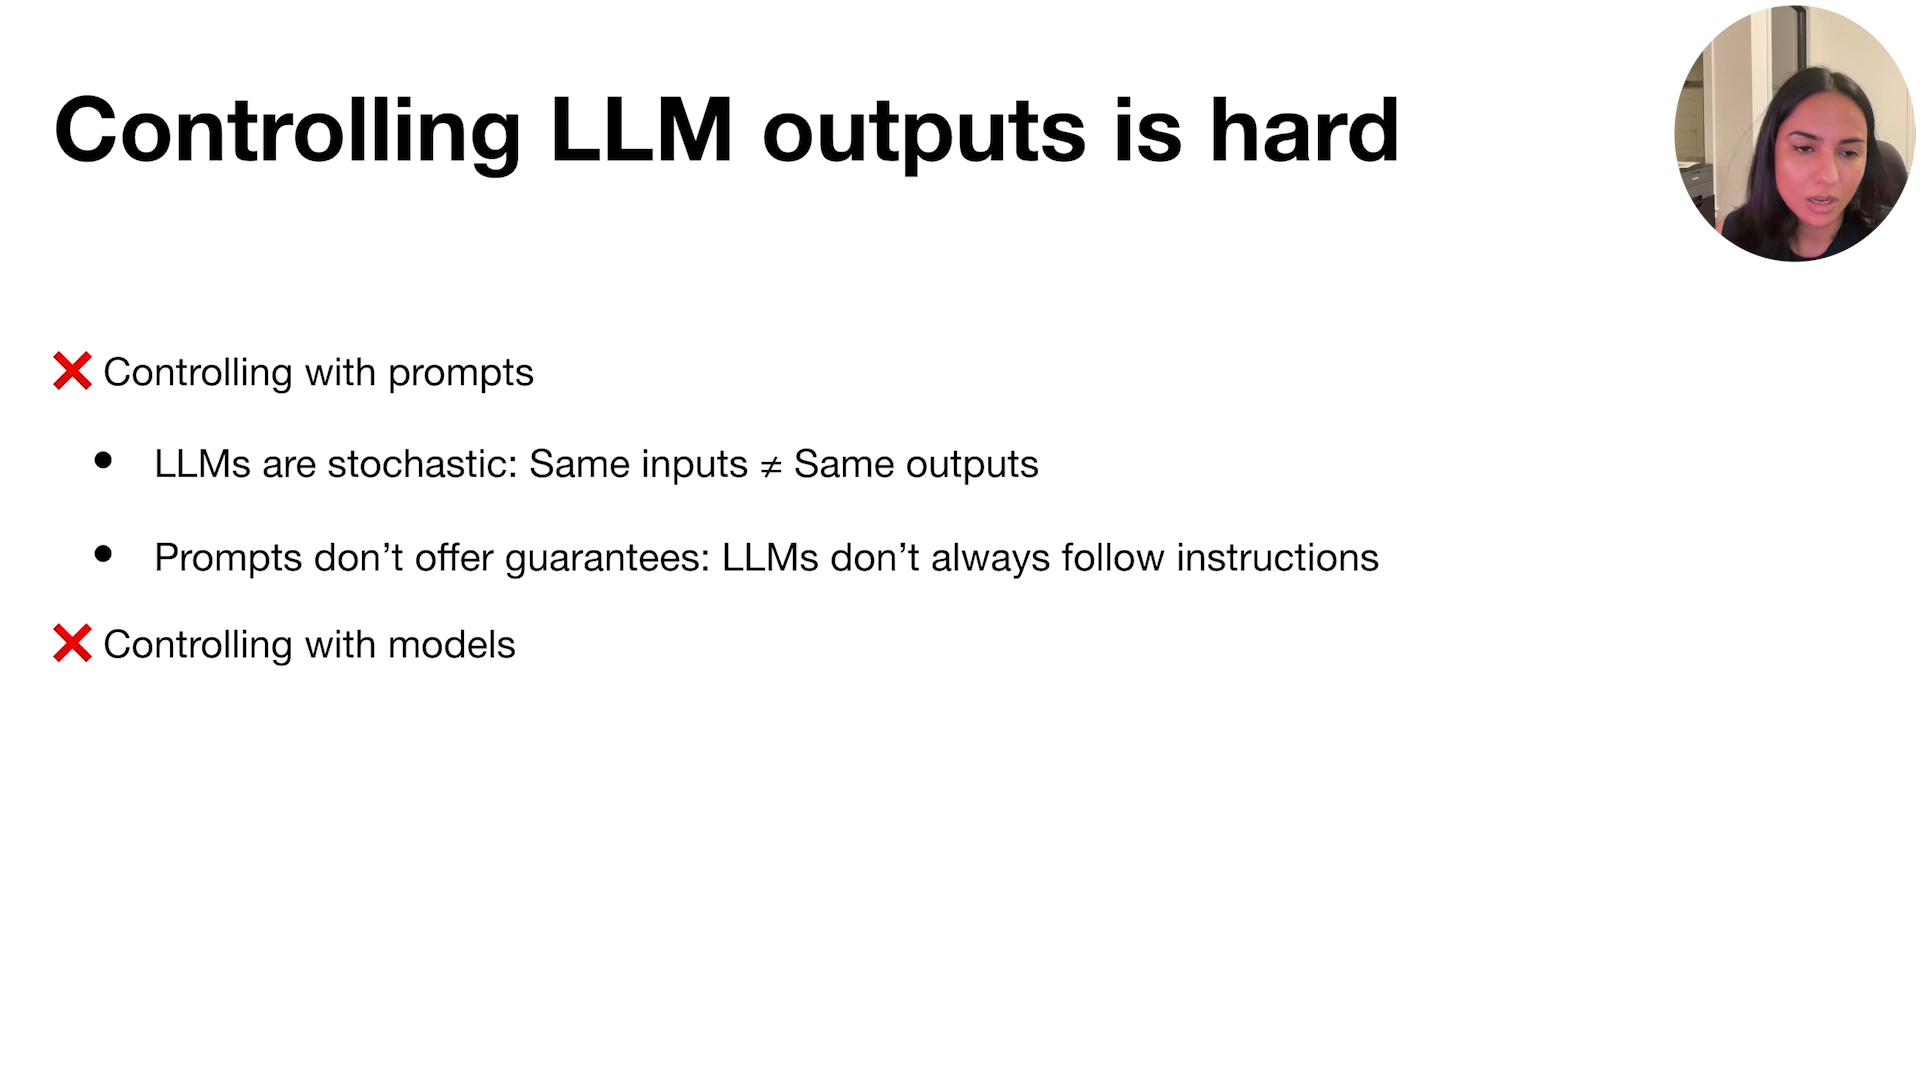 Controlling LLM outputs is hard
❌ Controlling with prompts
• LLMs are stochastic: Same inputs ≠ Same outputs
• Prompts don’t offer guarantees: LLMs don’t always follow instructions
❌ Controlling with models